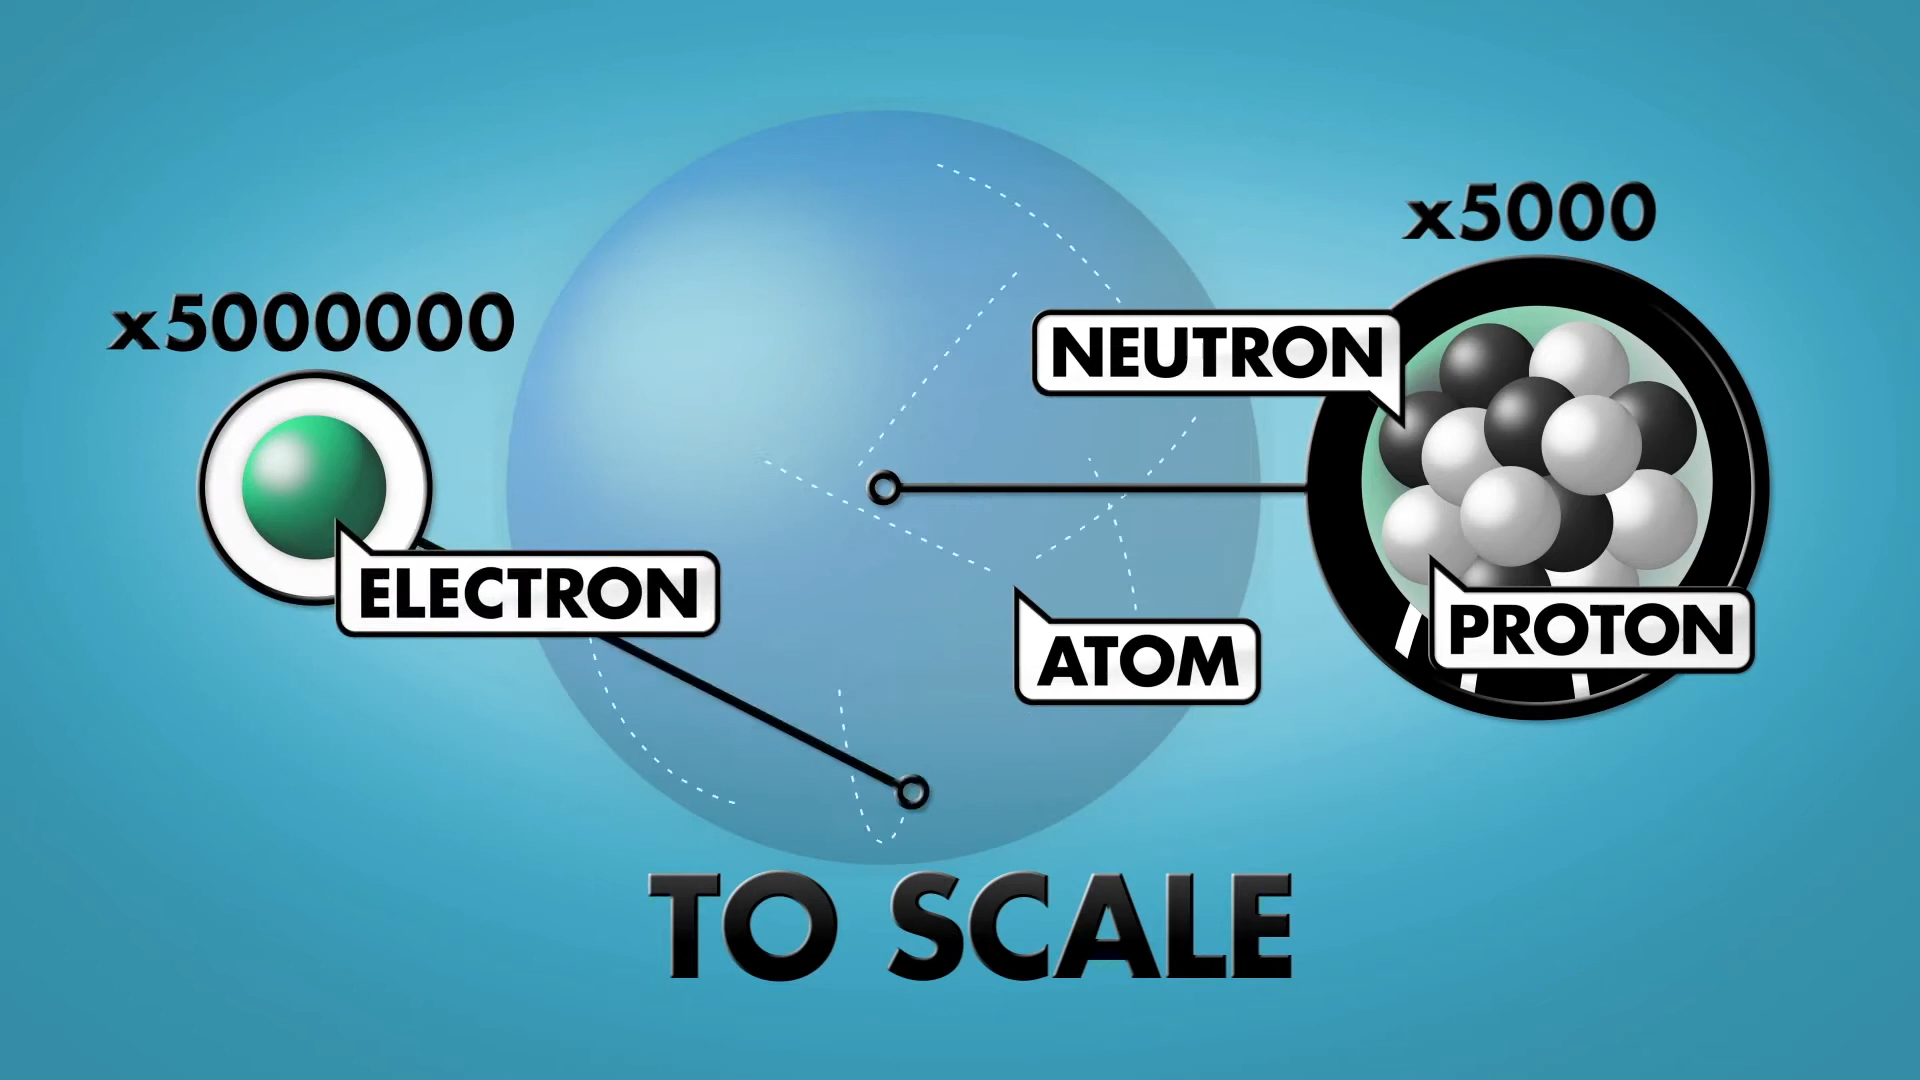 x5000
x5000000
NEUTRON
ELECTRON
PROTON
ATOM
TO SCALE